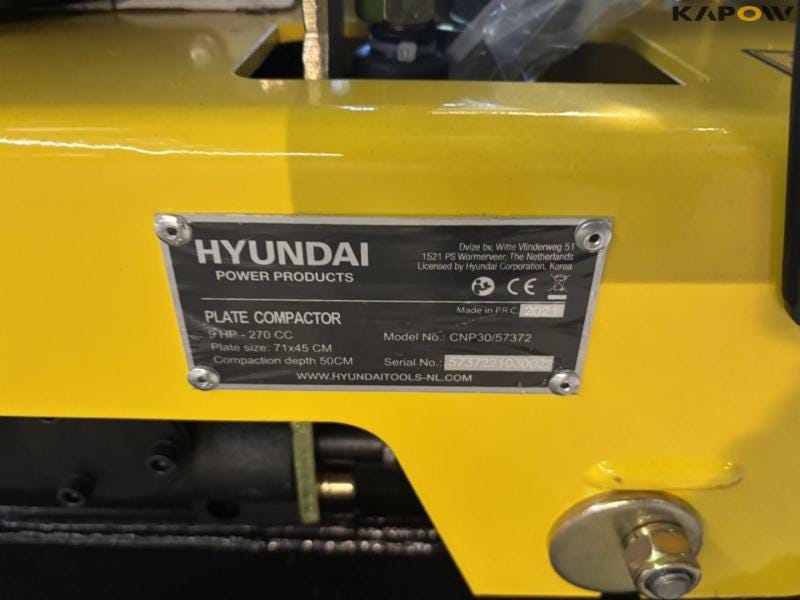 KAPOW
HYUNDAI
POWER PRODUCTS
Dvize bv, Witte Vlinderweg 51
1521 PS Wormerveer, The Netherlands
Licensed by Hyundai Corporation, Korea
CE
Made in P.R.C. 2021
PLATE COMPACTOR
9 HP - 270 CC
Plate size: 71x45 CM
Compaction depth 50CM
Model No.: CNP30/57372
Serial No.:
WWW.HYUNDAITOOLS-NL.COM